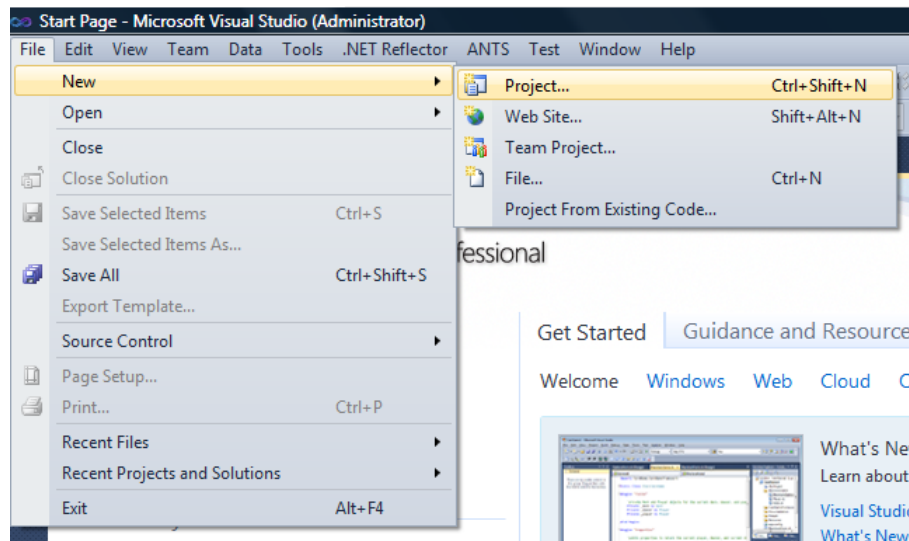 Start Page - Microsoft Visual Studio (Administrator)
File Edit View Team Data Tools .NET Reflector ANTS Test Window Help
New
Open
Close
Close Solution
Save Selected Items Ctrl+S
Save Selected Items As...
Save All Ctrl+Shift+S
Export Template...
Source Control
Page Setup...
Print... Ctrl+P
Recent Files
Recent Projects and Solutions
Exit Alt+F4
Project... Ctrl+Shift+N
Web Site... Shift+Alt+N
Team Project...
File... Ctrl+N
Project From Existing Code...
fessional
Get Started Guidance and Resource
Welcome Windows Web Cloud
What's Ne
Learn about
Visual Studio
What's New